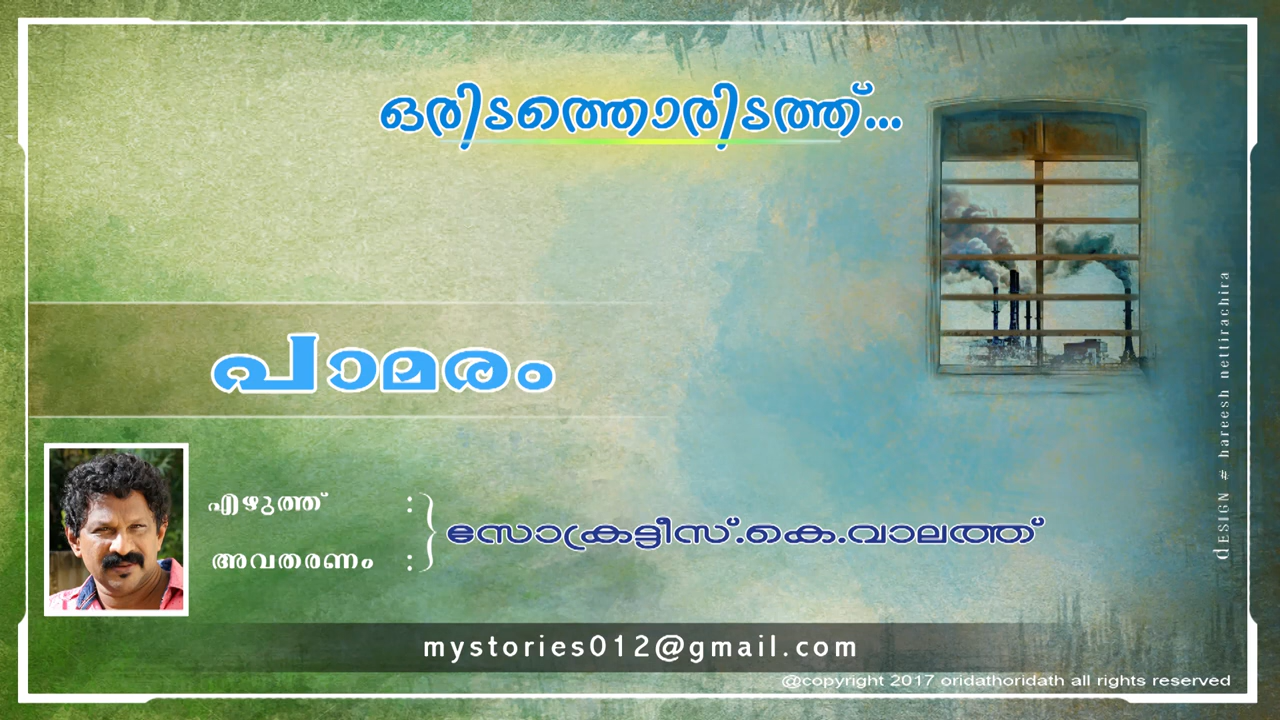 ഒരിടത്തൊരിടത്ത്...
പാമരം
എഴുത്ത് :
അവതരണം :
സോക്രട്ടീസ്.കെ.വാലത്ത്
mystories012@gmail.com
@copyright 2017 oridathoridath all rights reserved
dESIGN # hareesh nettirachira